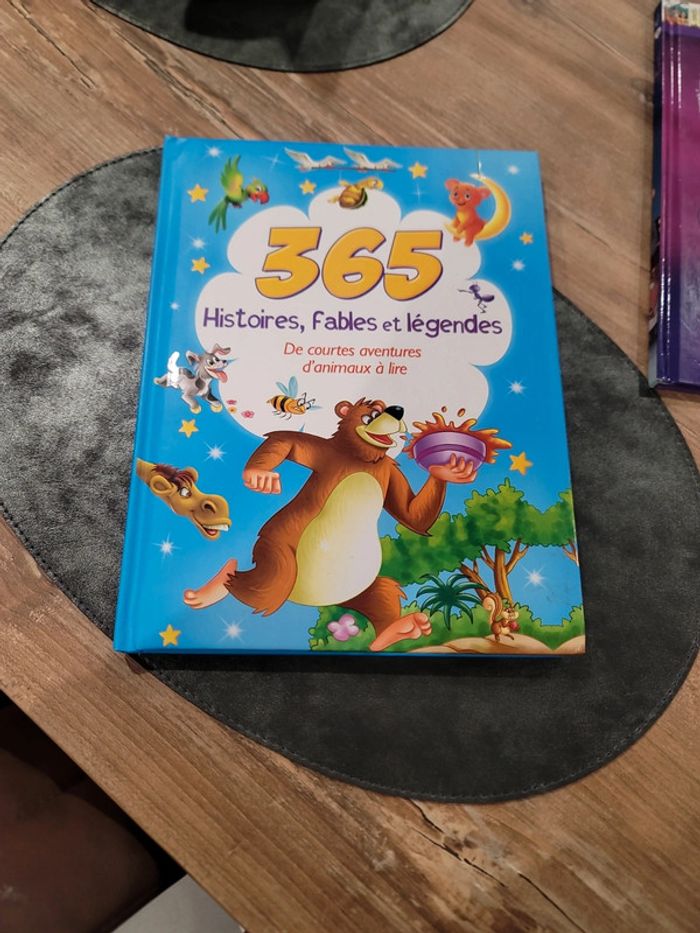 365
Histoires, fables et légendes
De courtes aventures
d'animaux à lire